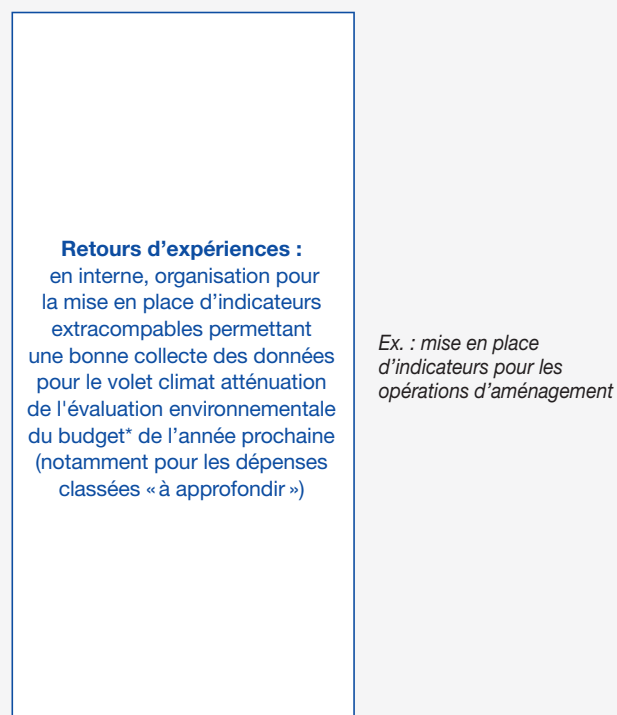 Retours d’expériences :
en interne, organisation pour
la mise en place d’indicateurs
extracompables permettant
une bonne collecte des données
pour le volet climat atténuation
de l'évaluation environnementale
du budget* de l’année prochaine
(notamment pour les dépenses
classées « à approfondir »)
Ex. : mise en place
d’indicateurs pour les
opérations d’aménagement